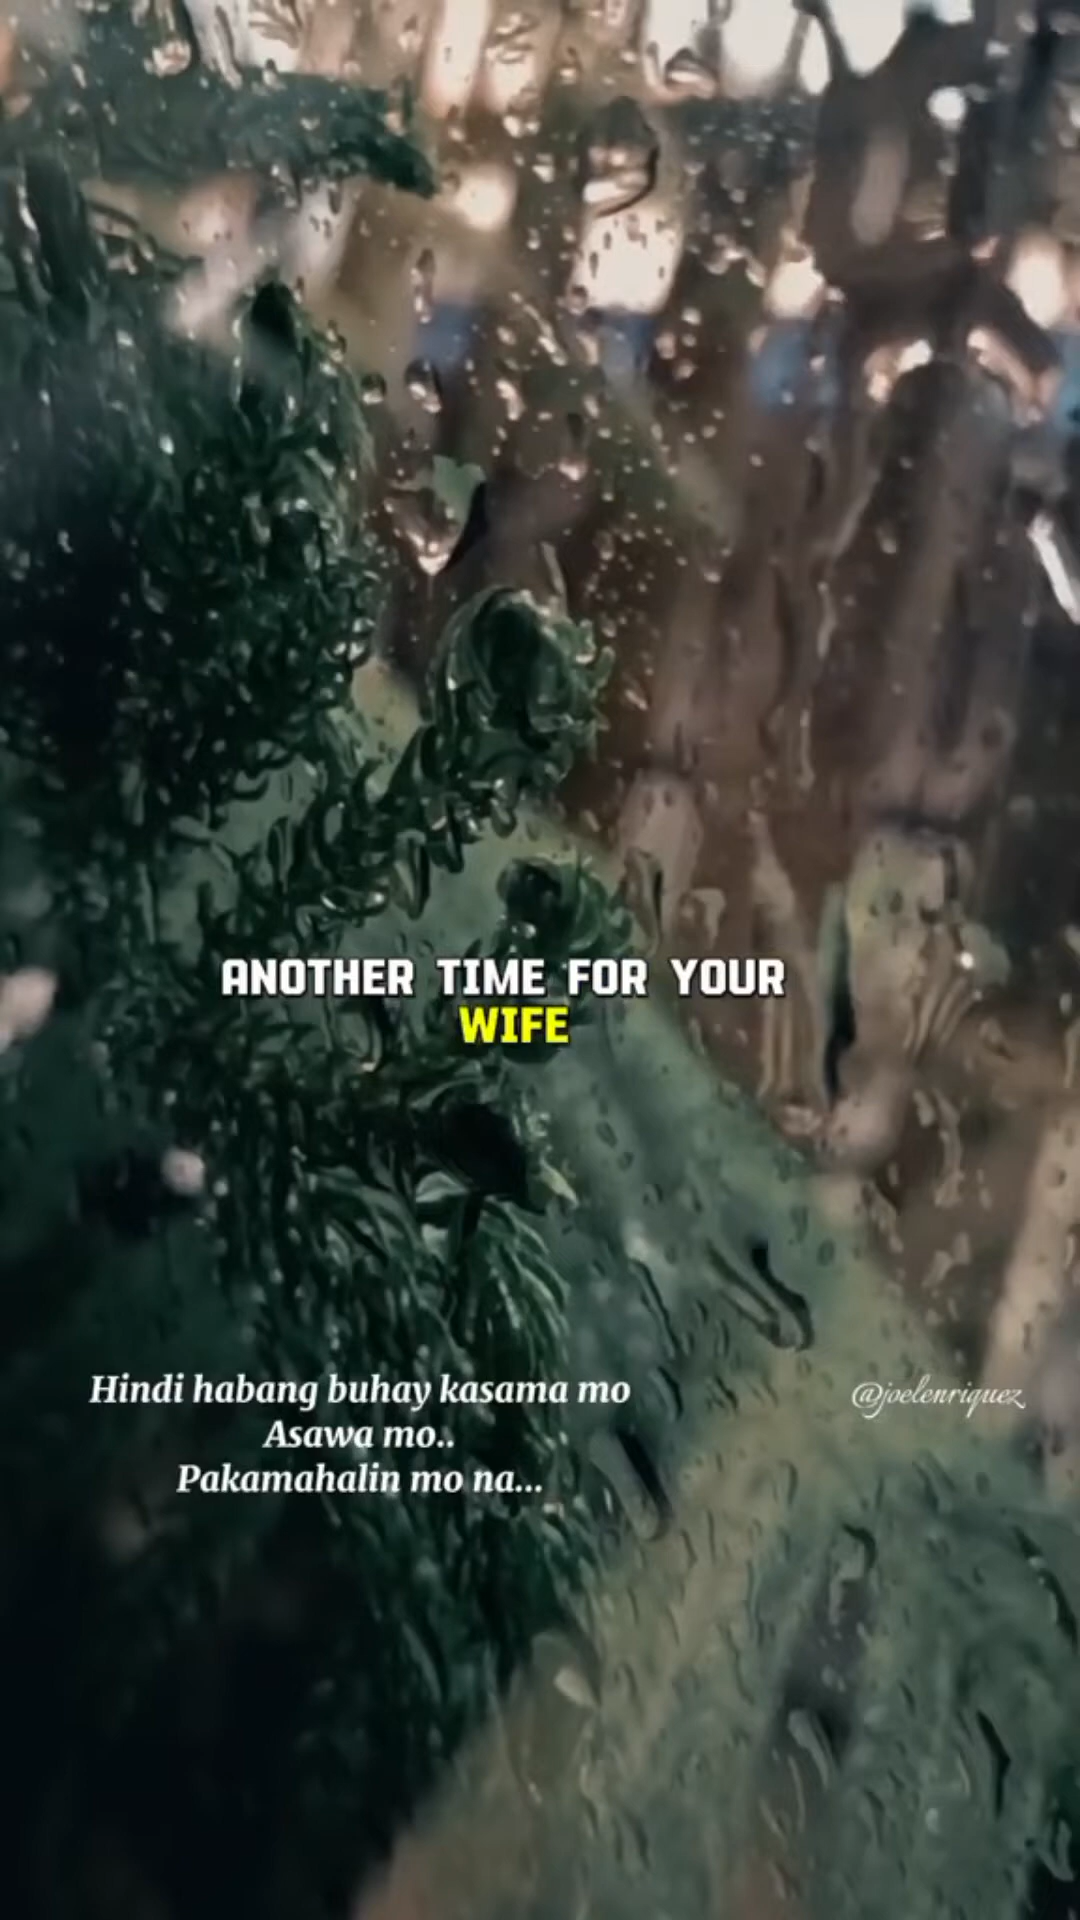 ANOTHER TIME FOR YOUR
WIFE
Hindi habang buhay kasama mo
Asawa mo..
Pakamahalin mo na...
@joelenriquez